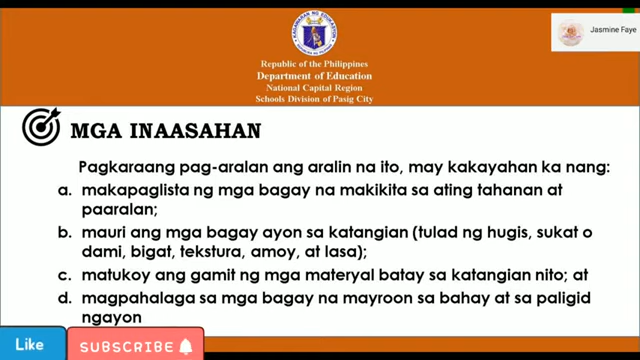 Jasmine Faye
Republic of the Philippines
Department of Education
National Capital Region
Schools Division of Pasig City
MGA INAASAHAN
Pagkaraang pag-aralan ang aralin na ito, may kakayahan ka nang:
a. makapaglista ng mga bagay na makikita sa ating tahanan at
paaralan;
b. mauri ang mga bagay ayon sa katangian (tulad ng hugis, sukat o
dami, bigat, tekstura, amoy, at lasa);
c. matukoy ang gamit ng mga materyal batay sa katangian nito; at
d. magpahalaga sa mga bagay na mayroon sa bahay at sa paligid
ngayon
Like
SUBSCRIBE